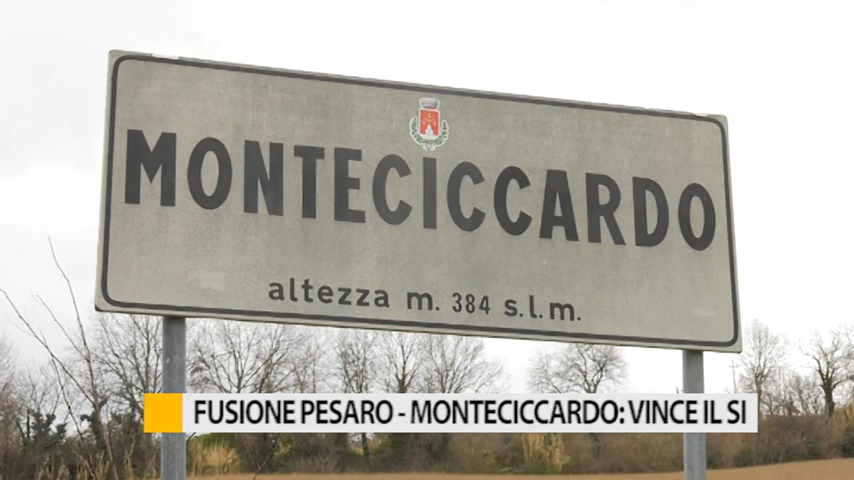 MONTECICCARDO
altezza m. 384 s.l.m.
FUSIONE PESARO - MONTECICCARDO: VINCE IL SI